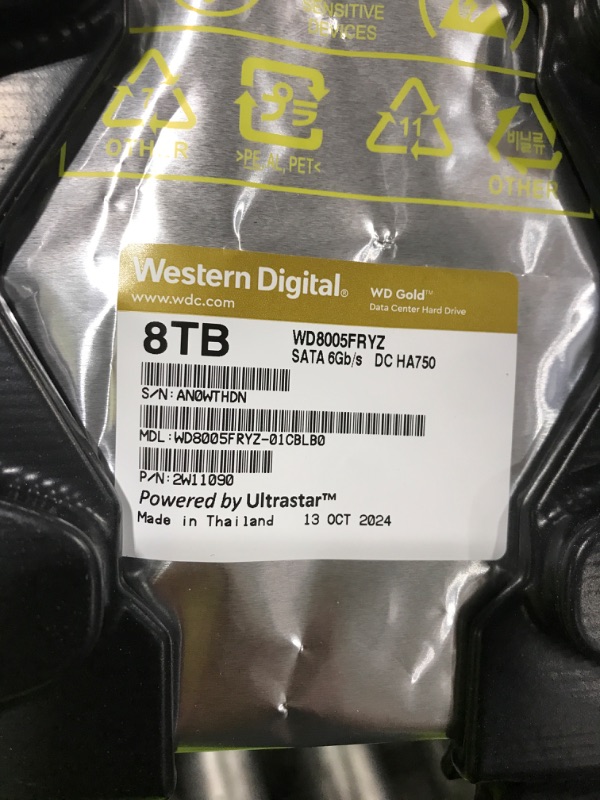 SENSITIVE
DEVICES
7
OTHER
>PE, AL, PET<
11
비닐류
OTHER
Western Digital®
www.wdc.com
WD Gold™
Data Center Hard Drive
8TB
WD8005FRYZ
SATA 6Gb/s DC HA750
S/N: AN0WTHDN
MDL: WD8005FRYZ-01CBLB0
P/N: 2W11090
Powered by Ultrastar™
Made in Thailand 13 OCT 2024